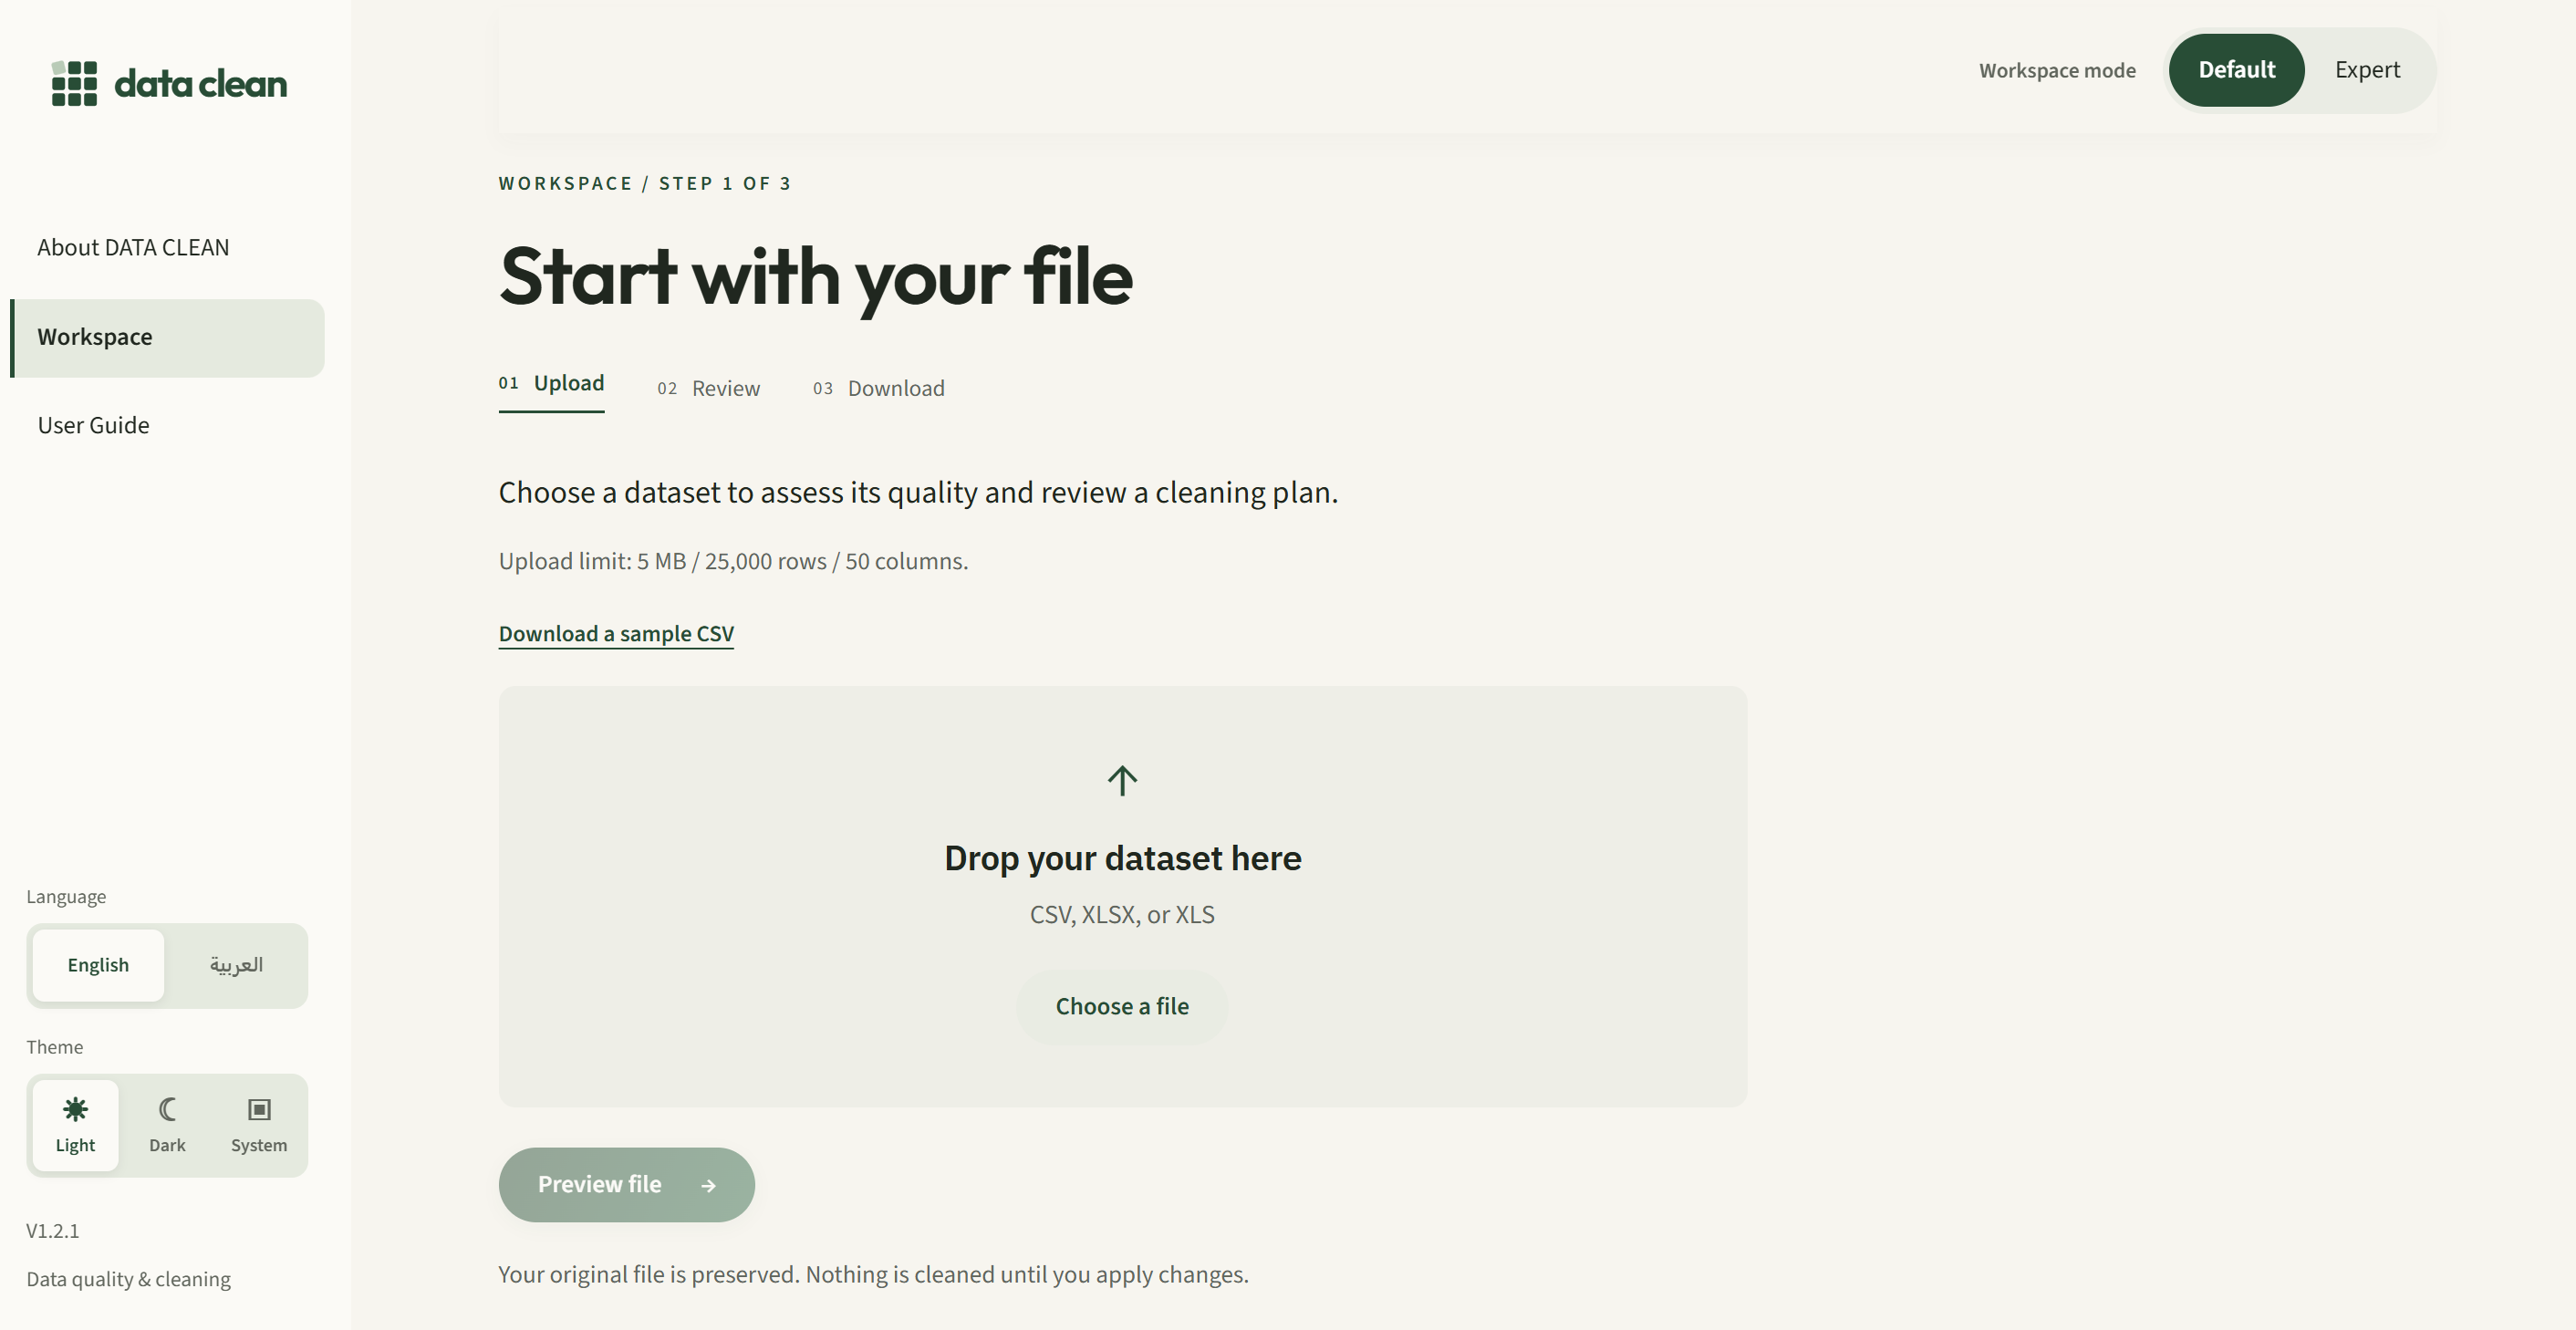 data clean
About DATA CLEAN
Workspace
User Guide
Language
English
العربية
Theme
Light
Dark
System
V1.2.1
Data quality & cleaning
Workspace mode
Default
Expert
WORKSPACE / STEP 1 OF 3
Start with your file
01 Upload
02 Review
03 Download
Choose a dataset to assess its quality and review a cleaning plan.
Upload limit: 5 MB / 25,000 rows / 50 columns.
Download a sample CSV
Drop your dataset here
CSV, XLSX, or XLS
Choose a file
Preview file →
Your original file is preserved. Nothing is cleaned until you apply changes.